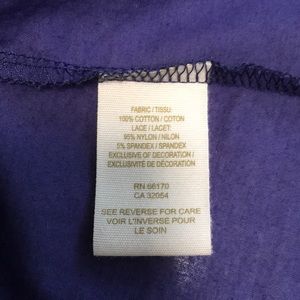 FABRIC / TISSU:
100% COTTON / COTON
LACE / LACET:
95% NYLON / NILON
5% SPANDEX / SPANDEX
EXCLUSIVE OF DECORATION /
EXCLUSIVITÉ DE DÉCORATION
RN 66170
CA 32054
SEE REVERSE FOR CARE
VOIR L'INVERSE POUR
LE SOIN